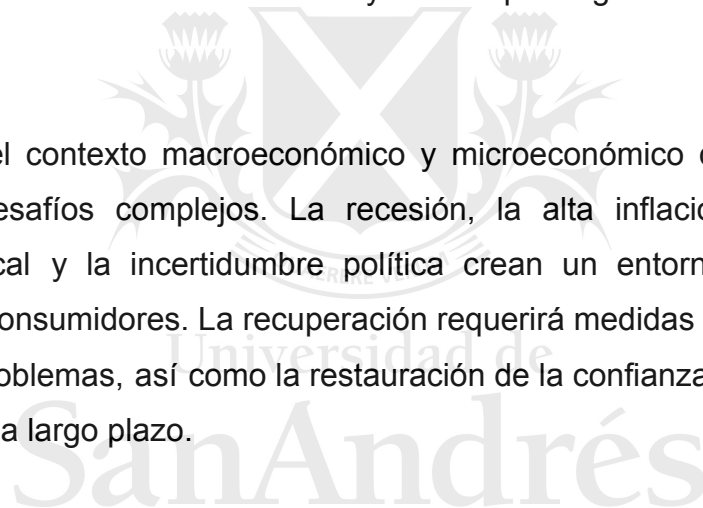 el contexto macroeconómico y microeconómico
esafíos complejos. La recesión, la alta inflació
cal y la incertidumbre política crean un entorn
onsumidores. La recuperación requerirá medidas
Universidad de
oblemas, así como la restauración de la confianza
a largo plazo.
SanAndrés